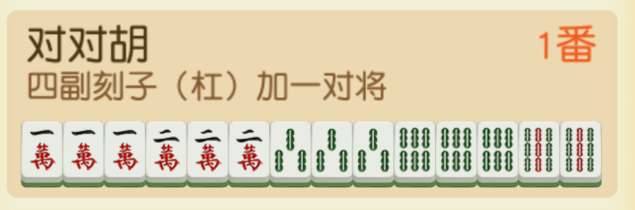 对对胡 1番
四副刻子（杠）加一对将
一萬 一萬 一萬 二萬 二萬 二萬